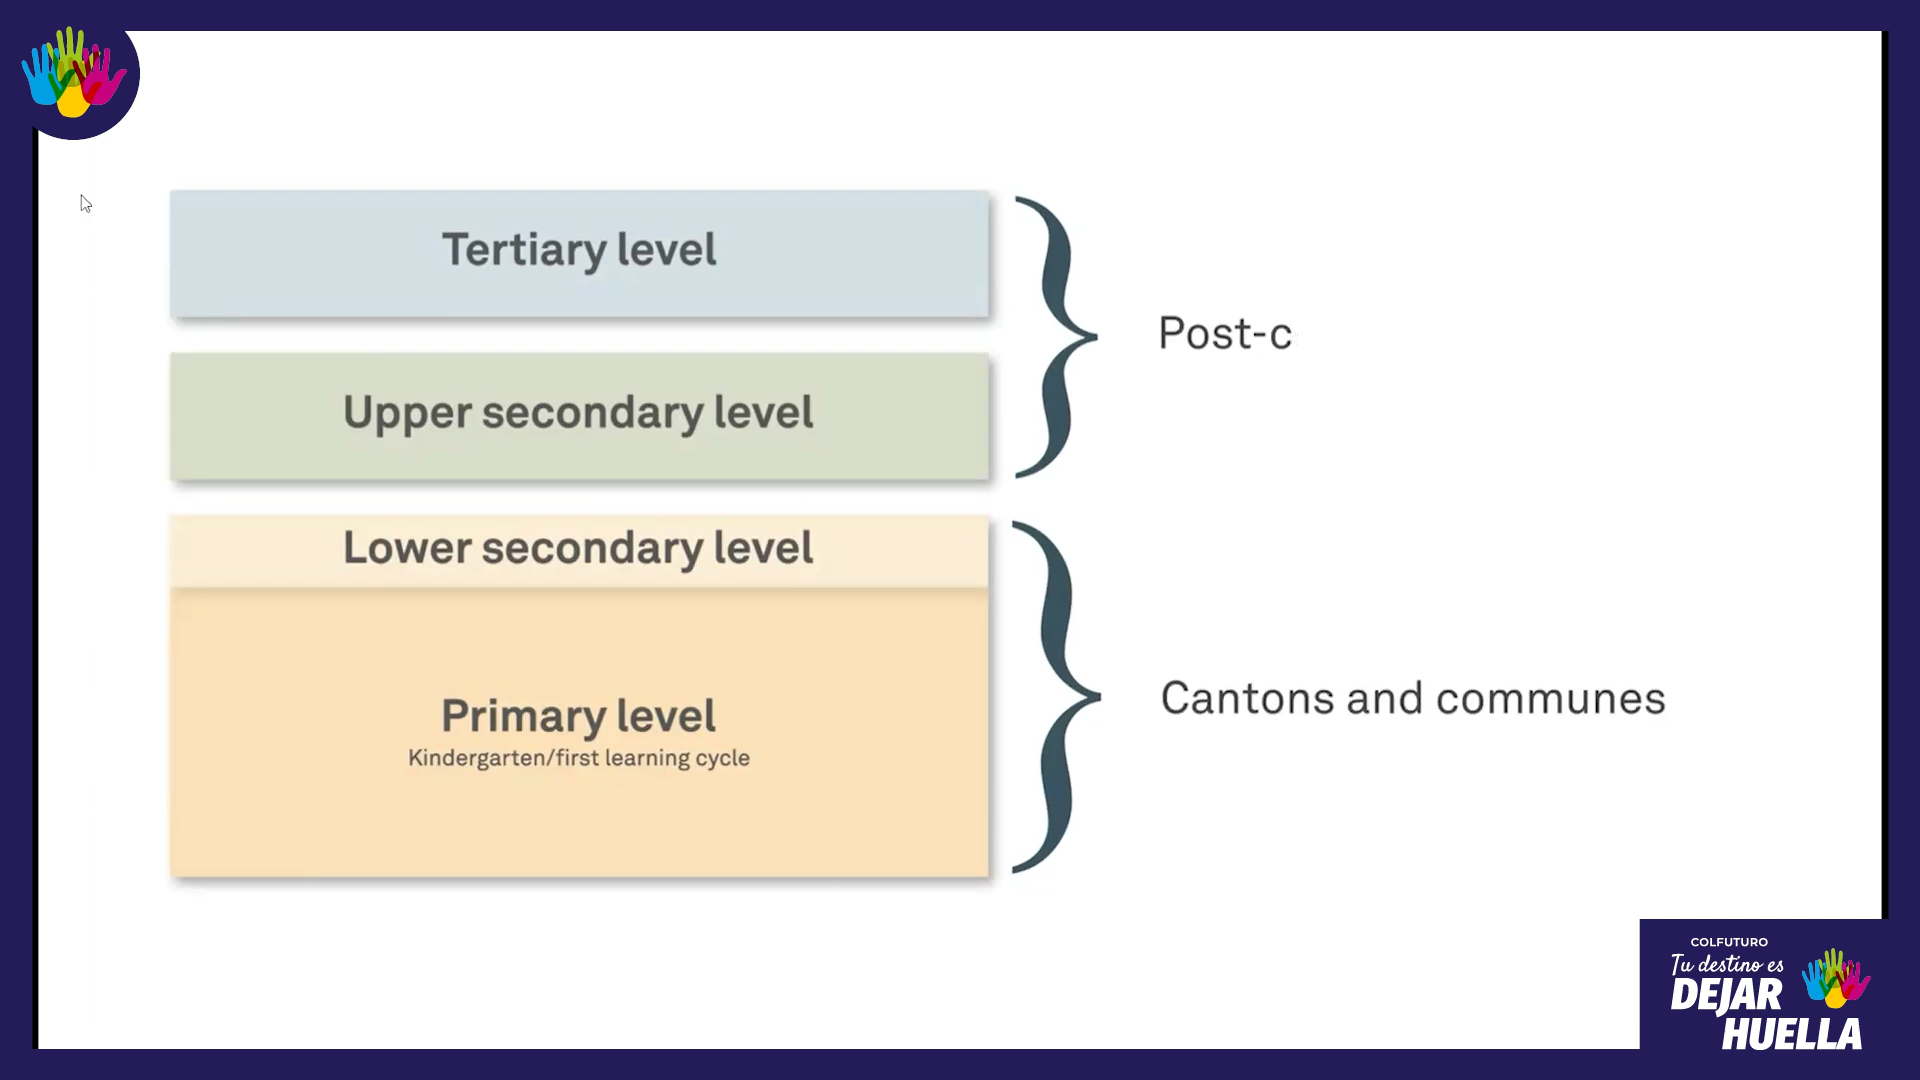 Tertiary level
Upper secondary level
Post-c
Lower secondary level
Primary level
Kindergarten/first learning cycle
Cantons and communes
COLFUTURO
Tu destino es
DEJAR
HUELLA